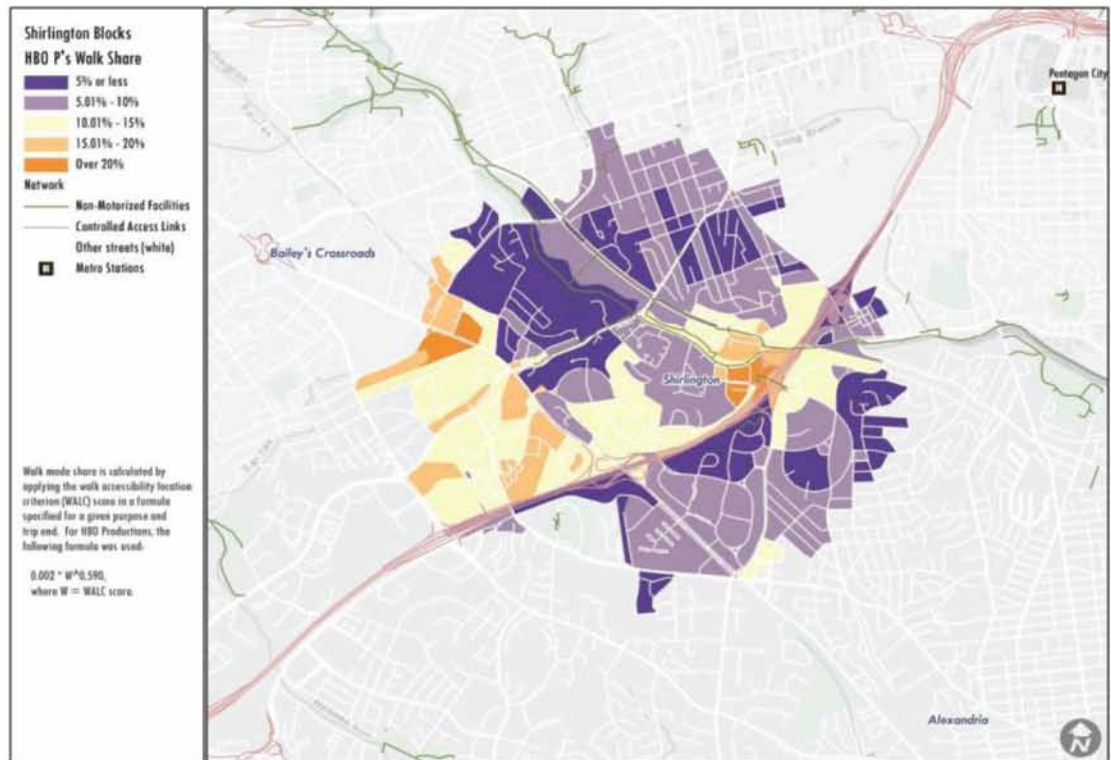 Shirlington Blocks
HBO P's Walk Share
5% or less
5.01% - 10%
10.01% - 15%
15.01% - 20%
Over 20%
Network
Non-Motorized Facilities
Controlled Access Links
Other streets (white)
M Metro Stations
Walk mode share is calculated by
applying the walk accessibility location
criterion (WALC) score in a formula
specified for a given purpose and
trip end. For HBO Productions, the
following formula was used:
0.002 * W^0.590,
where W = WALC score.
Pentagon City
M
Long Branch
Bailey's Crossroads
Shirlington
Fairfax
Alexandria
N